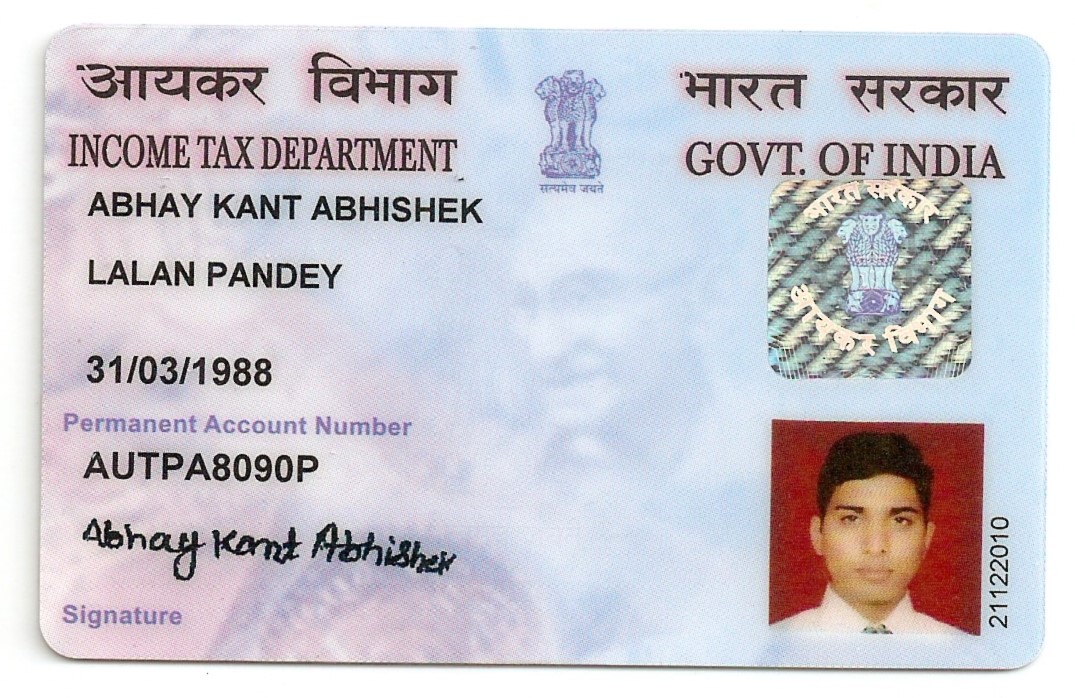 आयकर विभाग
भारत सरकार
INCOME TAX DEPARTMENT
GOVT. OF INDIA
सत्यमेव जयते
ABHAY KANT ABHISHEK
भारत सरकार
आयकर विभाग
LALAN PANDEY
31/03/1988
Permanent Account Number
AUTPA8090P
Abhay Kant Abhishek
Signature
21122010